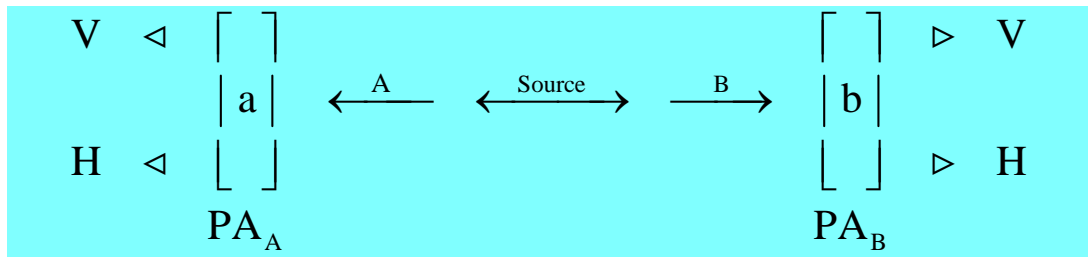 V ◃ ⎡ ⎤ ⎡ ⎤ ▹ V
| a | ←A— ←Source→ —B→ | b |
H ◃ ⎣ ⎦ ⎣ ⎦ ▹ H
PA_A PA_B